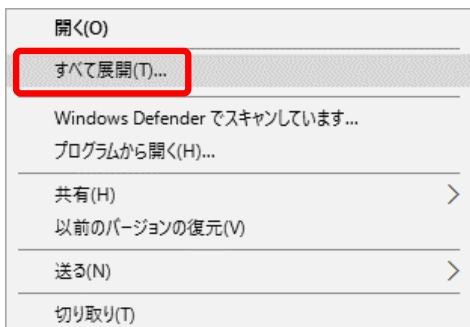 開く(O)
すべて展開(T)...
Windows Defender でスキャンしています...
プログラムから開く(H)...
共有(H)
以前のバージョンの復元(V)
送る(N)
切り取り(T)